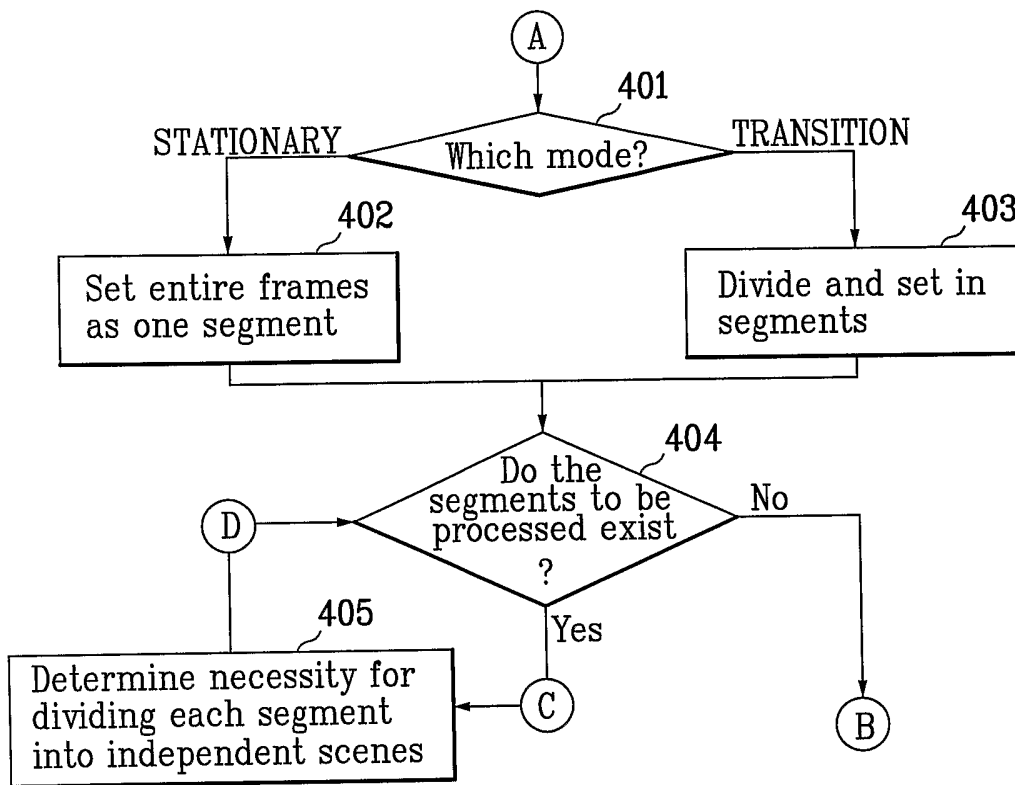 A
401
STATIONARY
Which mode?
TRANSITION
402
403
Set entire frames
as one segment
Divide and set in
segments
404
Do the
segments to be
processed exist
?
No
D
Yes
405
Determine necessity for
dividing each segment
into independent scenes
C
B